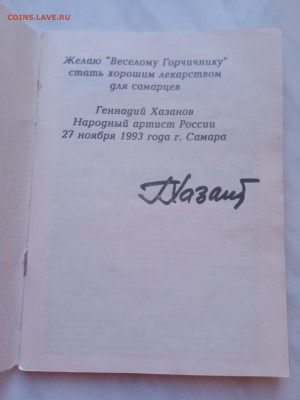 COINS.LAVE.RU
Желаю "Веселому Горчичнику"
стать хорошим лекарством
для самарцев
Геннадий Хазанов
Народный артист России
27 ноября 1993 года г. Самара
ГХазанов